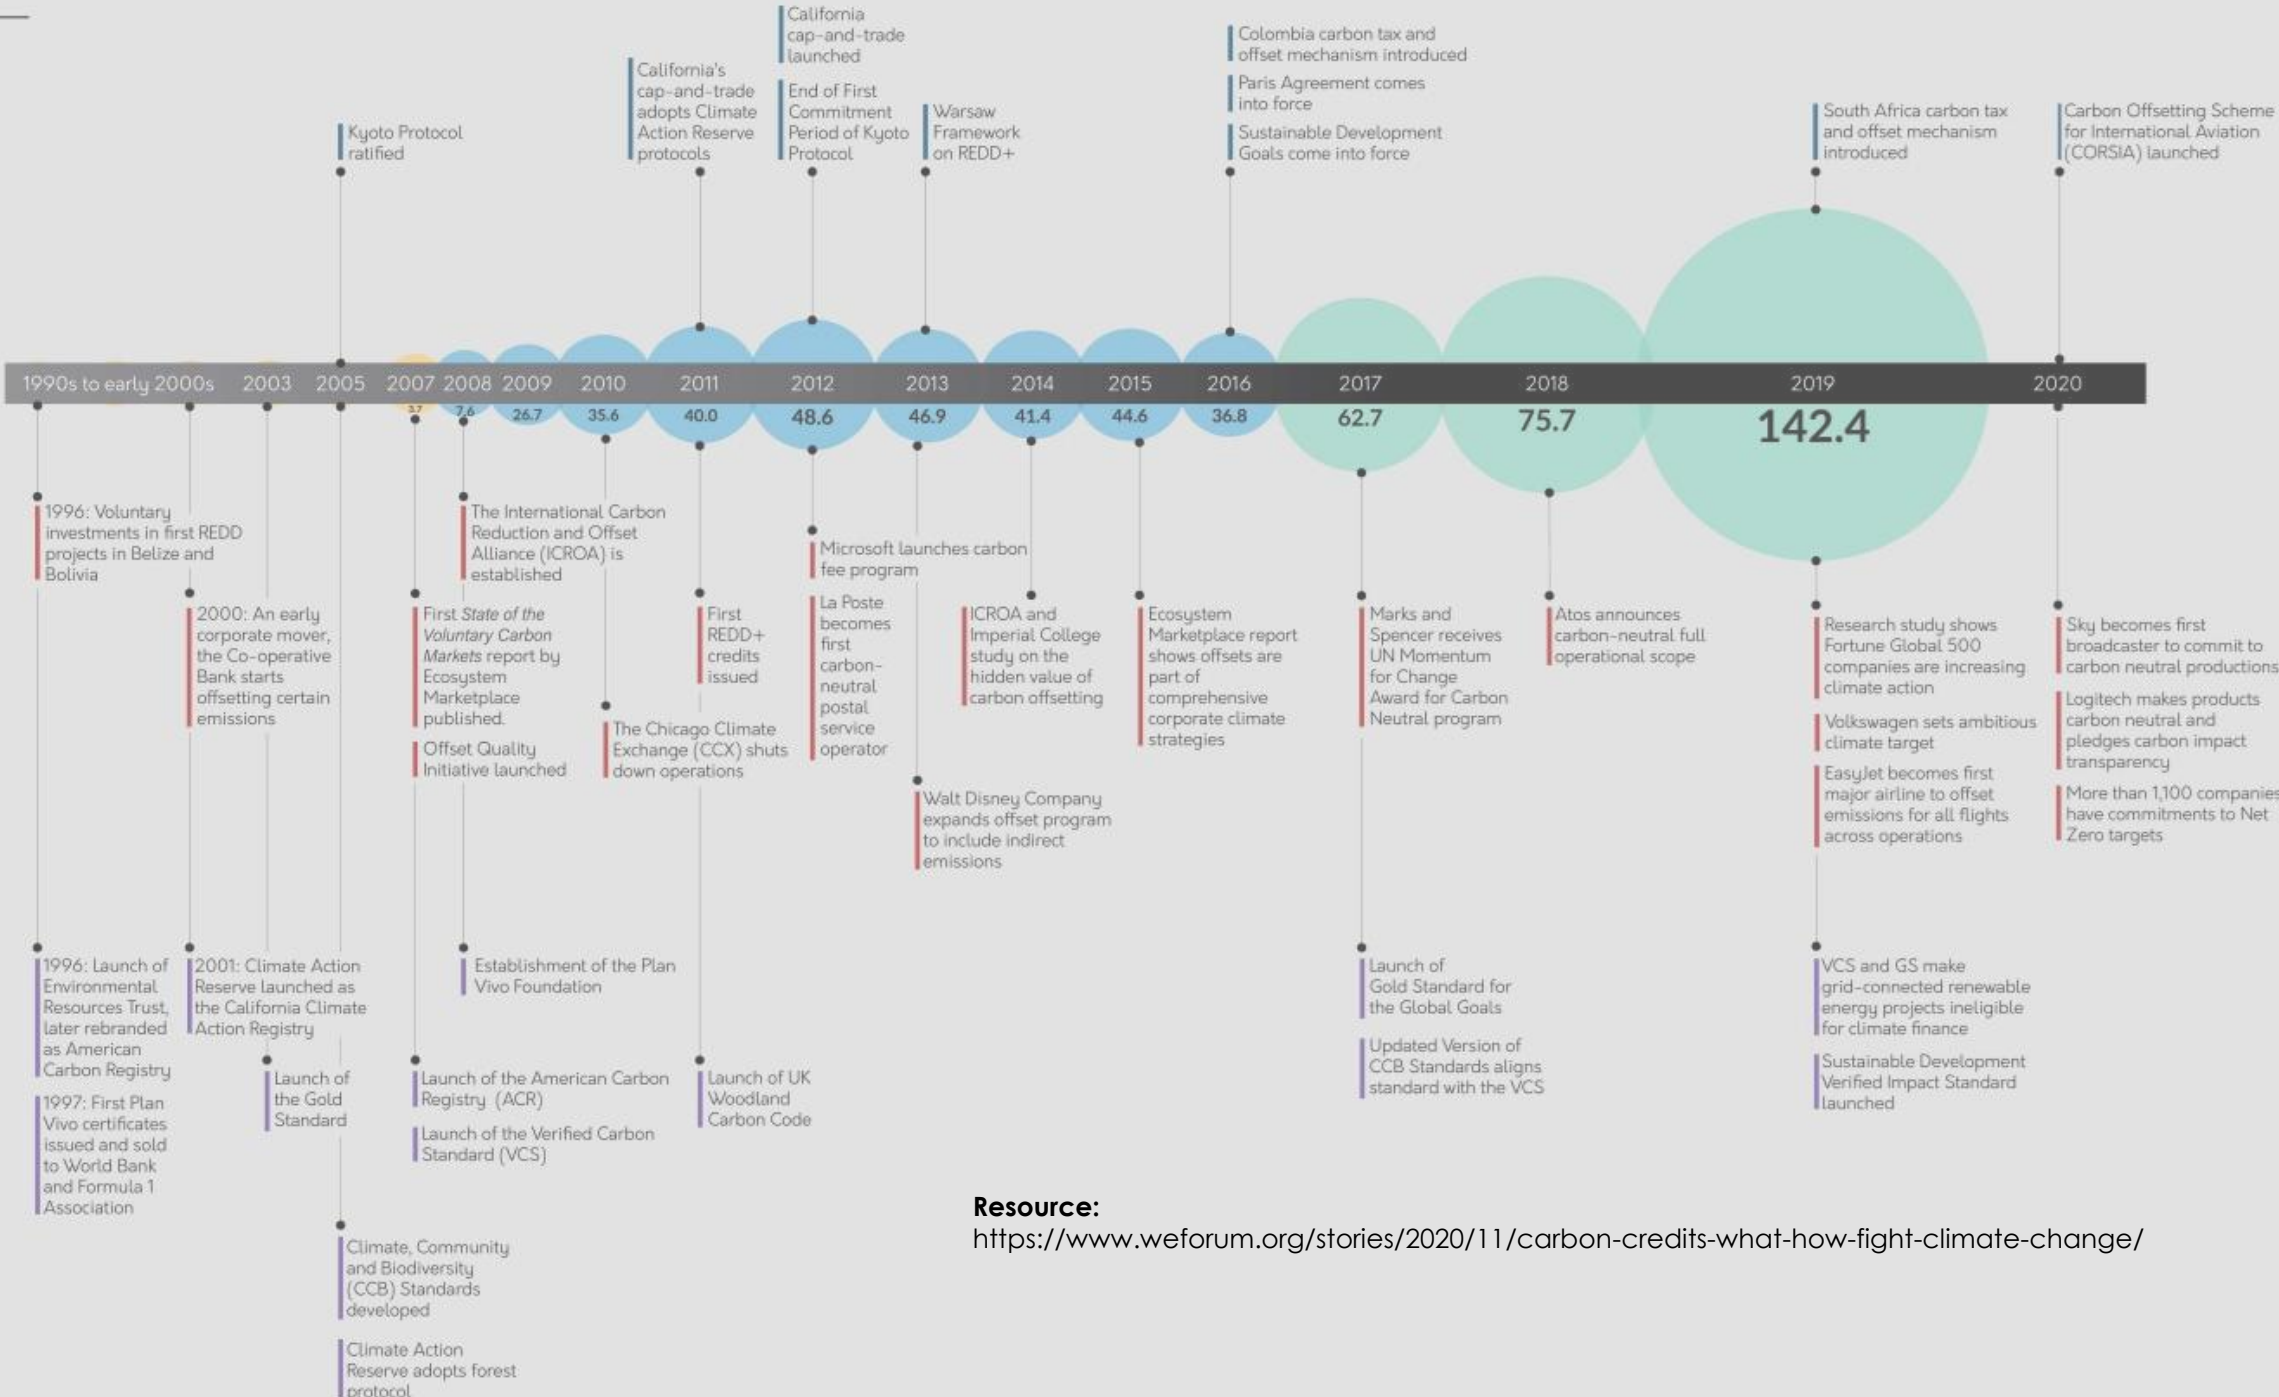 California
cap-and-trade
launched
Colombia carbon tax and
offset mechanism introduced
California's
cap-and-trade
adopts Climate
Action Reserve
protocols
End of First
Commitment
Period of Kyoto
Protocol
Paris Agreement comes
into force
Kyoto Protocol
ratified
Warsaw
Framework
on REDD+
Sustainable Development
Goals come into force
South Africa carbon tax
and offset mechanism
introduced
Carbon Offsetting Scheme
for International Aviation
(CORSIA) launched
1990s to early 2000s 2003 2005 2007 2008 2009 2010 2011 2012 2013 2014 2015 2016 2017 2018 2019 2020
3.7 7.6 26.7 35.6 40.0 48.6 46.9 41.4 44.6 36.8 62.7 75.7 142.4
1996: Voluntary
investments in first REDD
projects in Belize and
Bolivia
The International Carbon
Reduction and Offset
Alliance (ICROA) is
established
Microsoft launches carbon
fee program
2000: An early
corporate mover,
the Co-operative
Bank starts
offsetting certain
emissions
First State of the
Voluntary Carbon
Markets report by
Ecosystem
Marketplace
published.
Offset Quality
Initiative launched
The Chicago Climate
Exchange (CCX) shuts
down operations
First
REDD+
credits
issued
La Poste
becomes
first
carbon-
neutral
postal
service
operator
Walt Disney Company
expands offset program
to include indirect
emissions
ICROA and
Imperial College
study on the
hidden value of
carbon offsetting
Ecosystem
Marketplace report
shows offsets are
part of
comprehensive
corporate climate
strategies
Marks and
Spencer receives
UN Momentum
for Change
Award for Carbon
Neutral program
Atos announces
carbon-neutral full
operational scope
Research study shows
Fortune Global 500
companies are increasing
climate action
Volkswagen sets ambitious
climate target
EasyJet becomes first
major airline to offset
emissions for all flights
across operations
Sky becomes first
broadcaster to commit to
carbon neutral productions
Logitech makes products
carbon neutral and
pledges carbon impact
transparency
More than 1,100 companies
have commitments to Net
Zero targets
1996: Launch of
Environmental
Resources Trust,
later rebranded
as American
Carbon Registry
1997: First Plan
Vivo certificates
issued and sold
to World Bank
and Formula 1
Association
2001: Climate Action
Reserve launched as
the California Climate
Action Registry
Launch of
the Gold
Standard
Climate, Community
and Biodiversity
(CCB) Standards
developed
Climate Action
Reserve adopts forest
protocol
Establishment of the Plan
Vivo Foundation
Launch of the American Carbon
Registry (ACR)
Launch of the Verified Carbon
Standard (VCS)
Launch of UK
Woodland
Carbon Code
Launch of
Gold Standard for
the Global Goals
Updated Version of
CCB Standards aligns
standard with the VCS
VCS and GS make
grid-connected renewable
energy projects ineligible
for climate finance
Sustainable Development
Verified Impact Standard
launched
Resource:
https://www.weforum.org/stories/2020/11/carbon-credits-what-how-fight-climate-change/